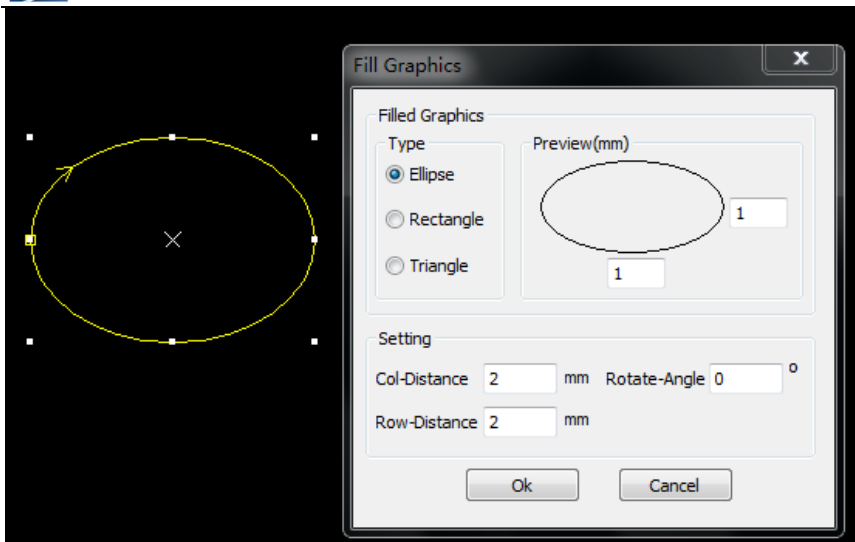 Fill Graphics
x
Filled Graphics
Type
Preview(mm)
Ellipse
Rectangle
Triangle
1
1
Setting
Col-Distance 2 mm Rotate-Angle 0 o
Row-Distance 2 mm
Ok Cancel